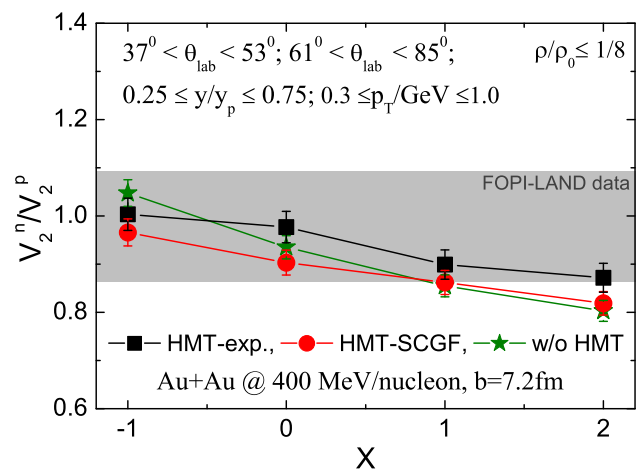 1.4
37⁰ < θlab < 53⁰; 61⁰ < θlab < 85⁰; ρ/ρ0 ≤ 1/8
0.25 ≤ y/yp ≤ 0.75; 0.3 ≤pT/GeV ≤1.0
1.2
FOPI-LAND data
1.0
V2ⁿ/V2ᵖ
0.8
HMT-exp., HMT-SCGF, w/o HMT
Au+Au @ 400 MeV/nucleon, b=7.2fm
0.6
-1 0 1 2
X